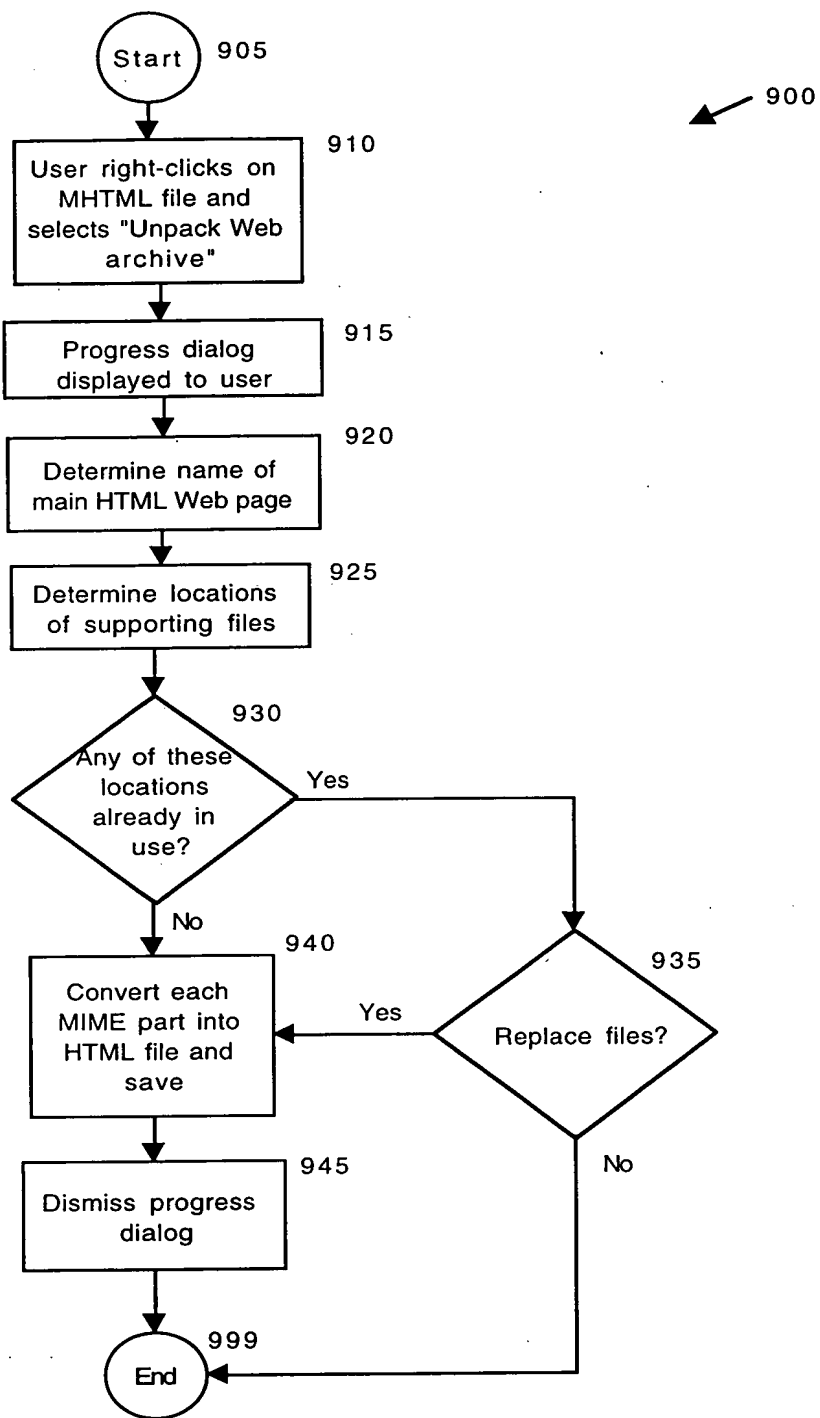 Start
905
900
910
User right-clicks on
MHTML file and
selects "Unpack Web
archive"
915
Progress dialog
displayed to user
920
Determine name of
main HTML Web page
925
Determine locations
of supporting files
930
Any of these
locations
already in
use?
Yes
No
940
Convert each
MIME part into
HTML file and
save
935
Replace files?
Yes
No
945
Dismiss progress
dialog
999
End